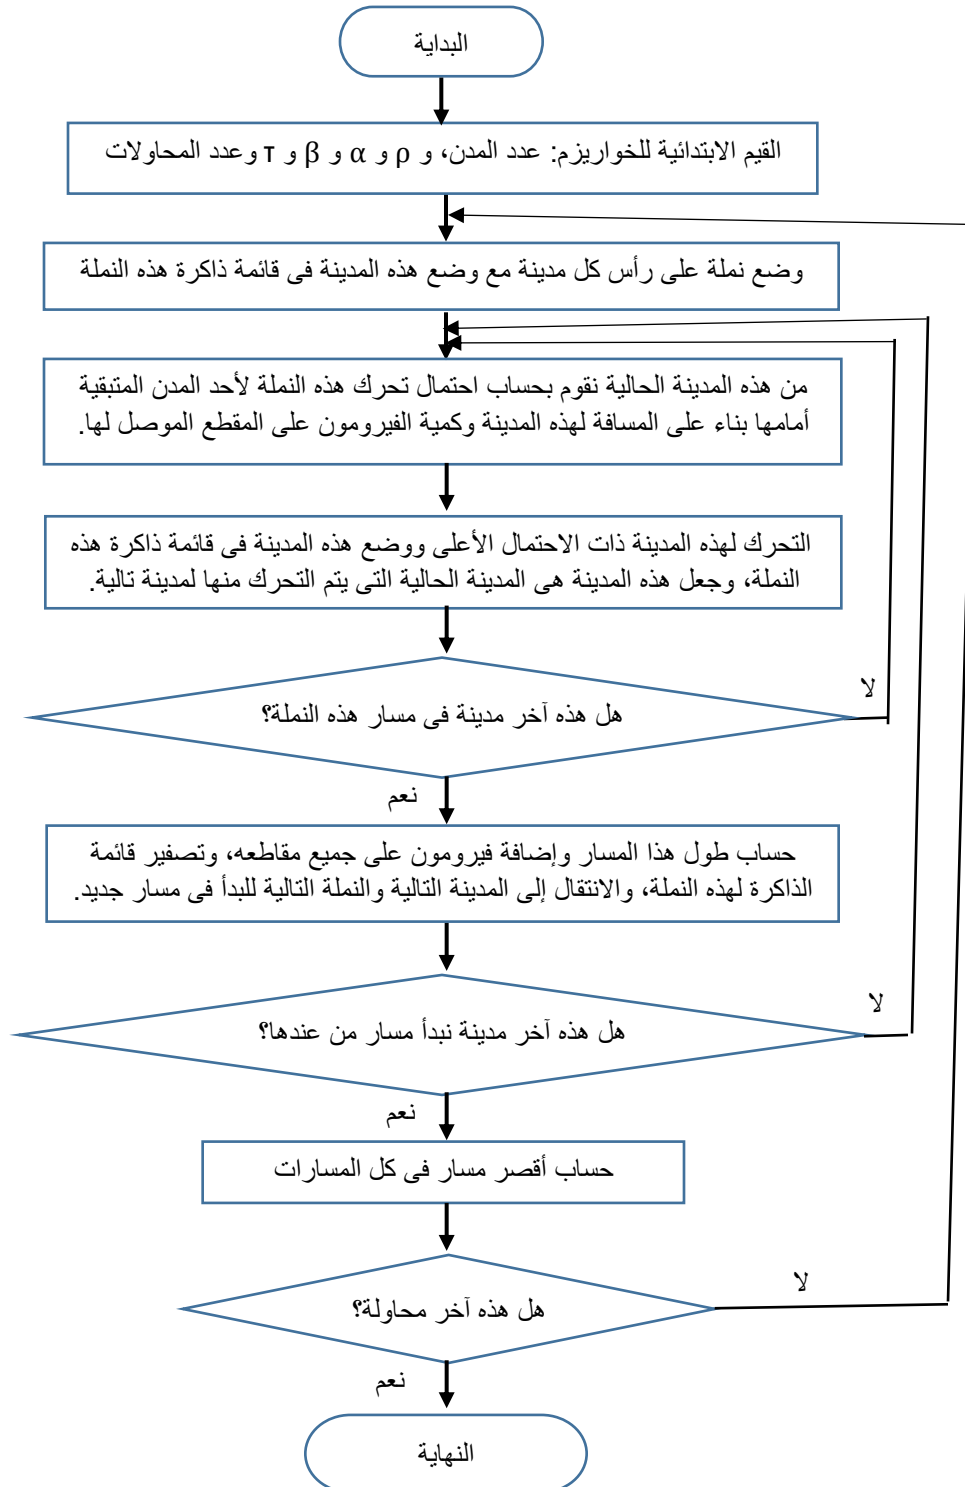 البداية
القيم الابتدائية للخواريزم: عدد المدن، و ρ و α و β و τ وعدد المحاولات
وضع نملة على رأس كل مدينة مع وضع هذه المدينة فى قائمة ذاكرة هذه النملة
من هذه المدينة الحالية نقوم بحساب احتمال تحرك هذه النملة لأحد المدن المتبقية
أمامها بناء على المسافة لهذه المدينة وكمية الفيرومون على المقطع الموصل لها.
التحرك لهذه المدينة ذات الاحتمال الأعلى ووضع هذه المدينة فى قائمة ذاكرة هذه
النملة، وجعل هذه المدينة هى المدينة الحالية التى يتم التحرك منها لمدينة تالية.
لا
هل هذه آخر مدينة فى مسار هذه النملة؟
نعم
حساب طول هذا المسار وإضافة فيرومون على جميع مقاطعه، وتصفير قائمة
الذاكرة لهذه النملة، والانتقال إلى المدينة التالية والنملة التالية للبدأ فى مسار جديد.
لا
هل هذه آخر مدينة نبدأ مسار من عندها؟
نعم
حساب أقصر مسار فى كل المسارات
لا
هل هذه آخر محاولة؟
نعم
النهاية